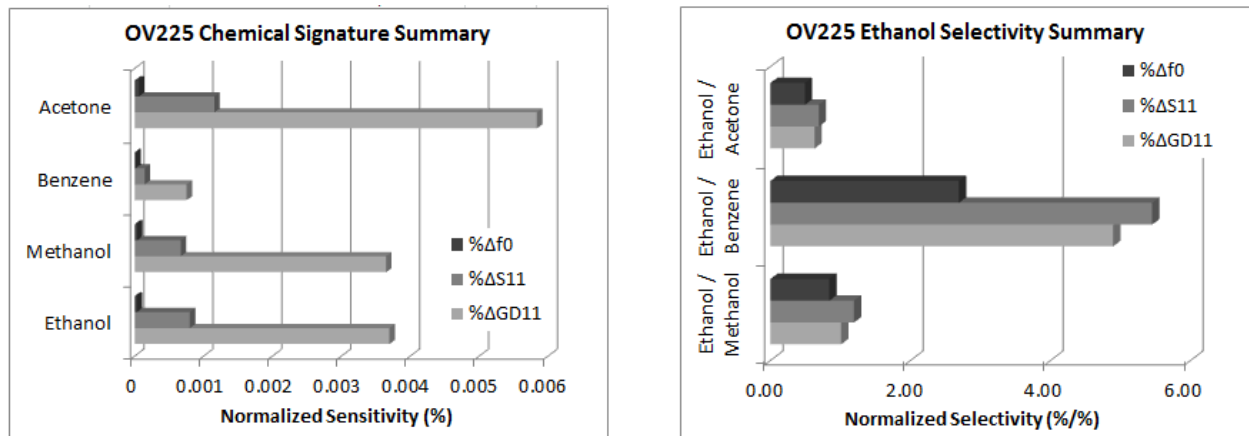 OV225 Chemical Signature Summary
Acetone
Benzene
Methanol
Ethanol
%Δf0
%ΔS11
%ΔGD11
0 0.001 0.002 0.003 0.004 0.005 0.006
Normalized Sensitivity (%)
OV225 Ethanol Selectivity Summary
%Δf0
%ΔS11
%ΔGD11
Ethanol /
Acetone
Ethanol /
Benzene
Ethanol /
Methanol
0.00 2.00 4.00 6.00
Normalized Selectivity (%/%)